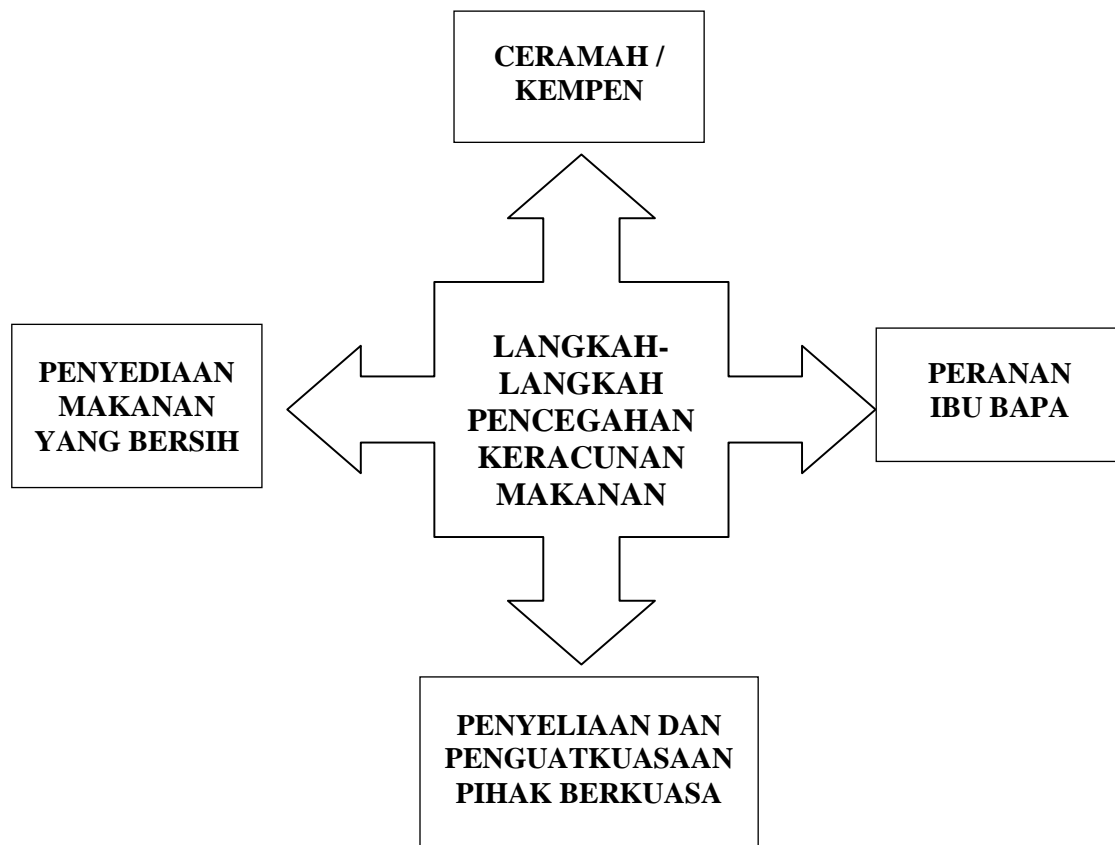 CERAMAH /
KEMPEN
PENYEDIAAN
MAKANAN
YANG BERSIH
LANGKAH-
LANGKAH
PENCEGAHAN
KERACUNAN
MAKANAN
PERANAN
IBU BAPA
PENYELIAAN DAN
PENGUATKUASAAN
PIHAK BERKUASA